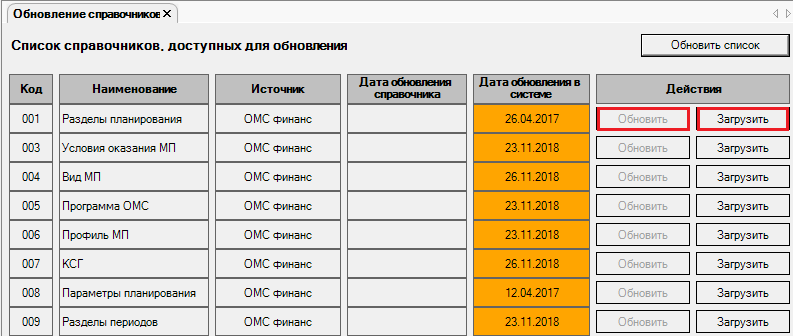 Обновление справочников
Список справочников, доступных для обновления
Обновить список
Код Наименование Источник Дата обновления справочника Дата обновления в системе Действия
001 Разделы планирования ОМС финанс 26.04.2017 Обновить Загрузить
003 Условия оказания МП ОМС финанс 23.11.2018 Обновить Загрузить
004 Вид МП ОМС финанс 26.11.2018 Обновить Загрузить
005 Программа ОМС ОМС финанс 23.11.2018 Обновить Загрузить
006 Профиль МП ОМС финанс 23.11.2018 Обновить Загрузить
007 КСГ ОМС финанс 26.11.2018 Обновить Загрузить
008 Параметры планирования ОМС финанс 12.04.2017 Обновить Загрузить
009 Разделы периодов ОМС финанс 23.11.2018 Обновить Загрузить